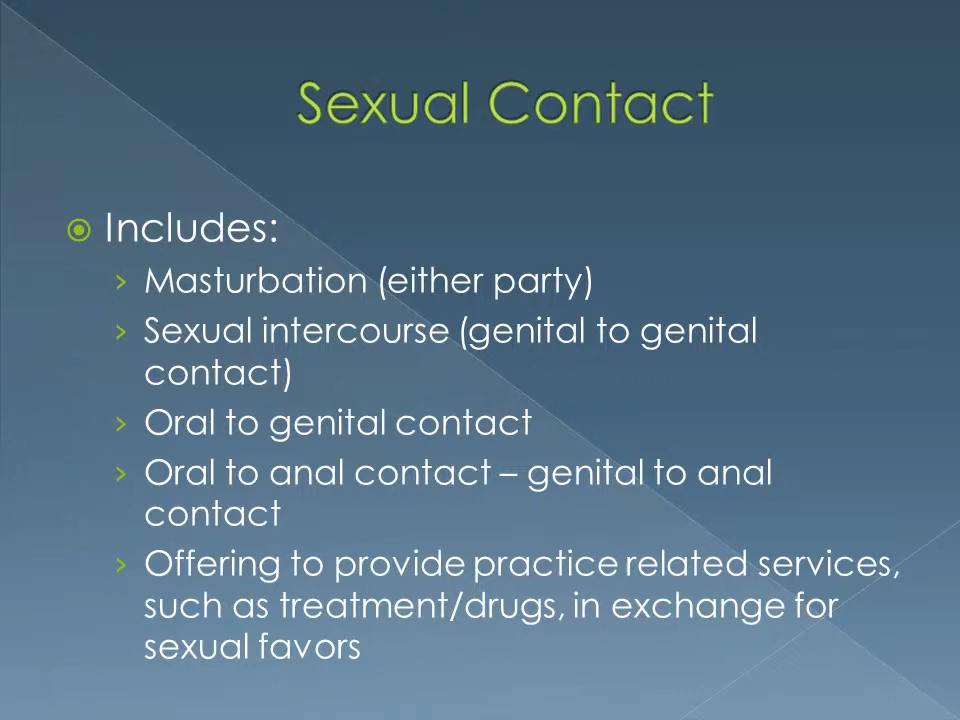 Sexual Contact
Includes:
Masturbation (either party)
Sexual intercourse (genital to genital
contact)
Oral to genital contact
Oral to anal contact – genital to anal
contact
Offering to provide practice related services,
such as treatment/drugs, in exchange for
sexual favors